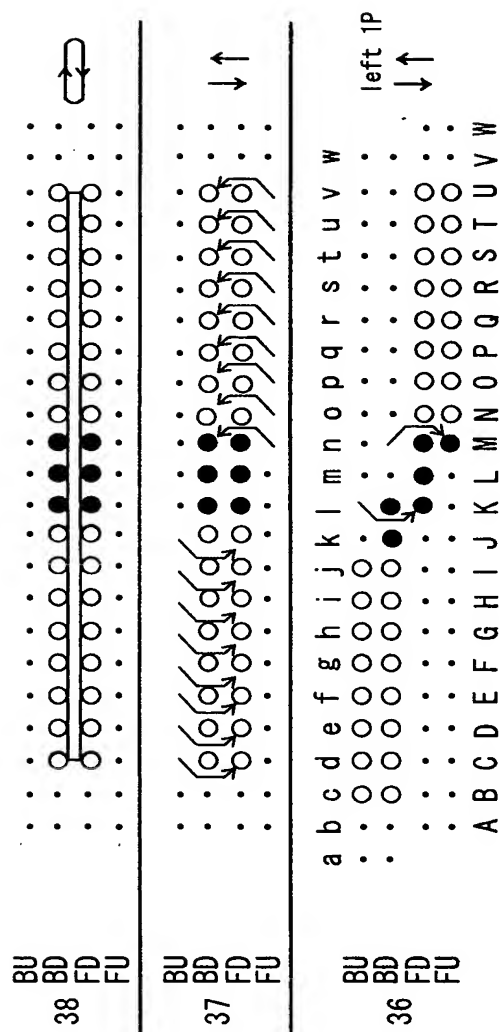 BU
BD
38
FD
FU
BU
BD
37
FD
FU
a b c d e f g h i j k l m n o p q r s t u v w
BU
BD
36
FD
FU
left 1P
A B C D E F G H I J K L M N O P Q R S T U V W